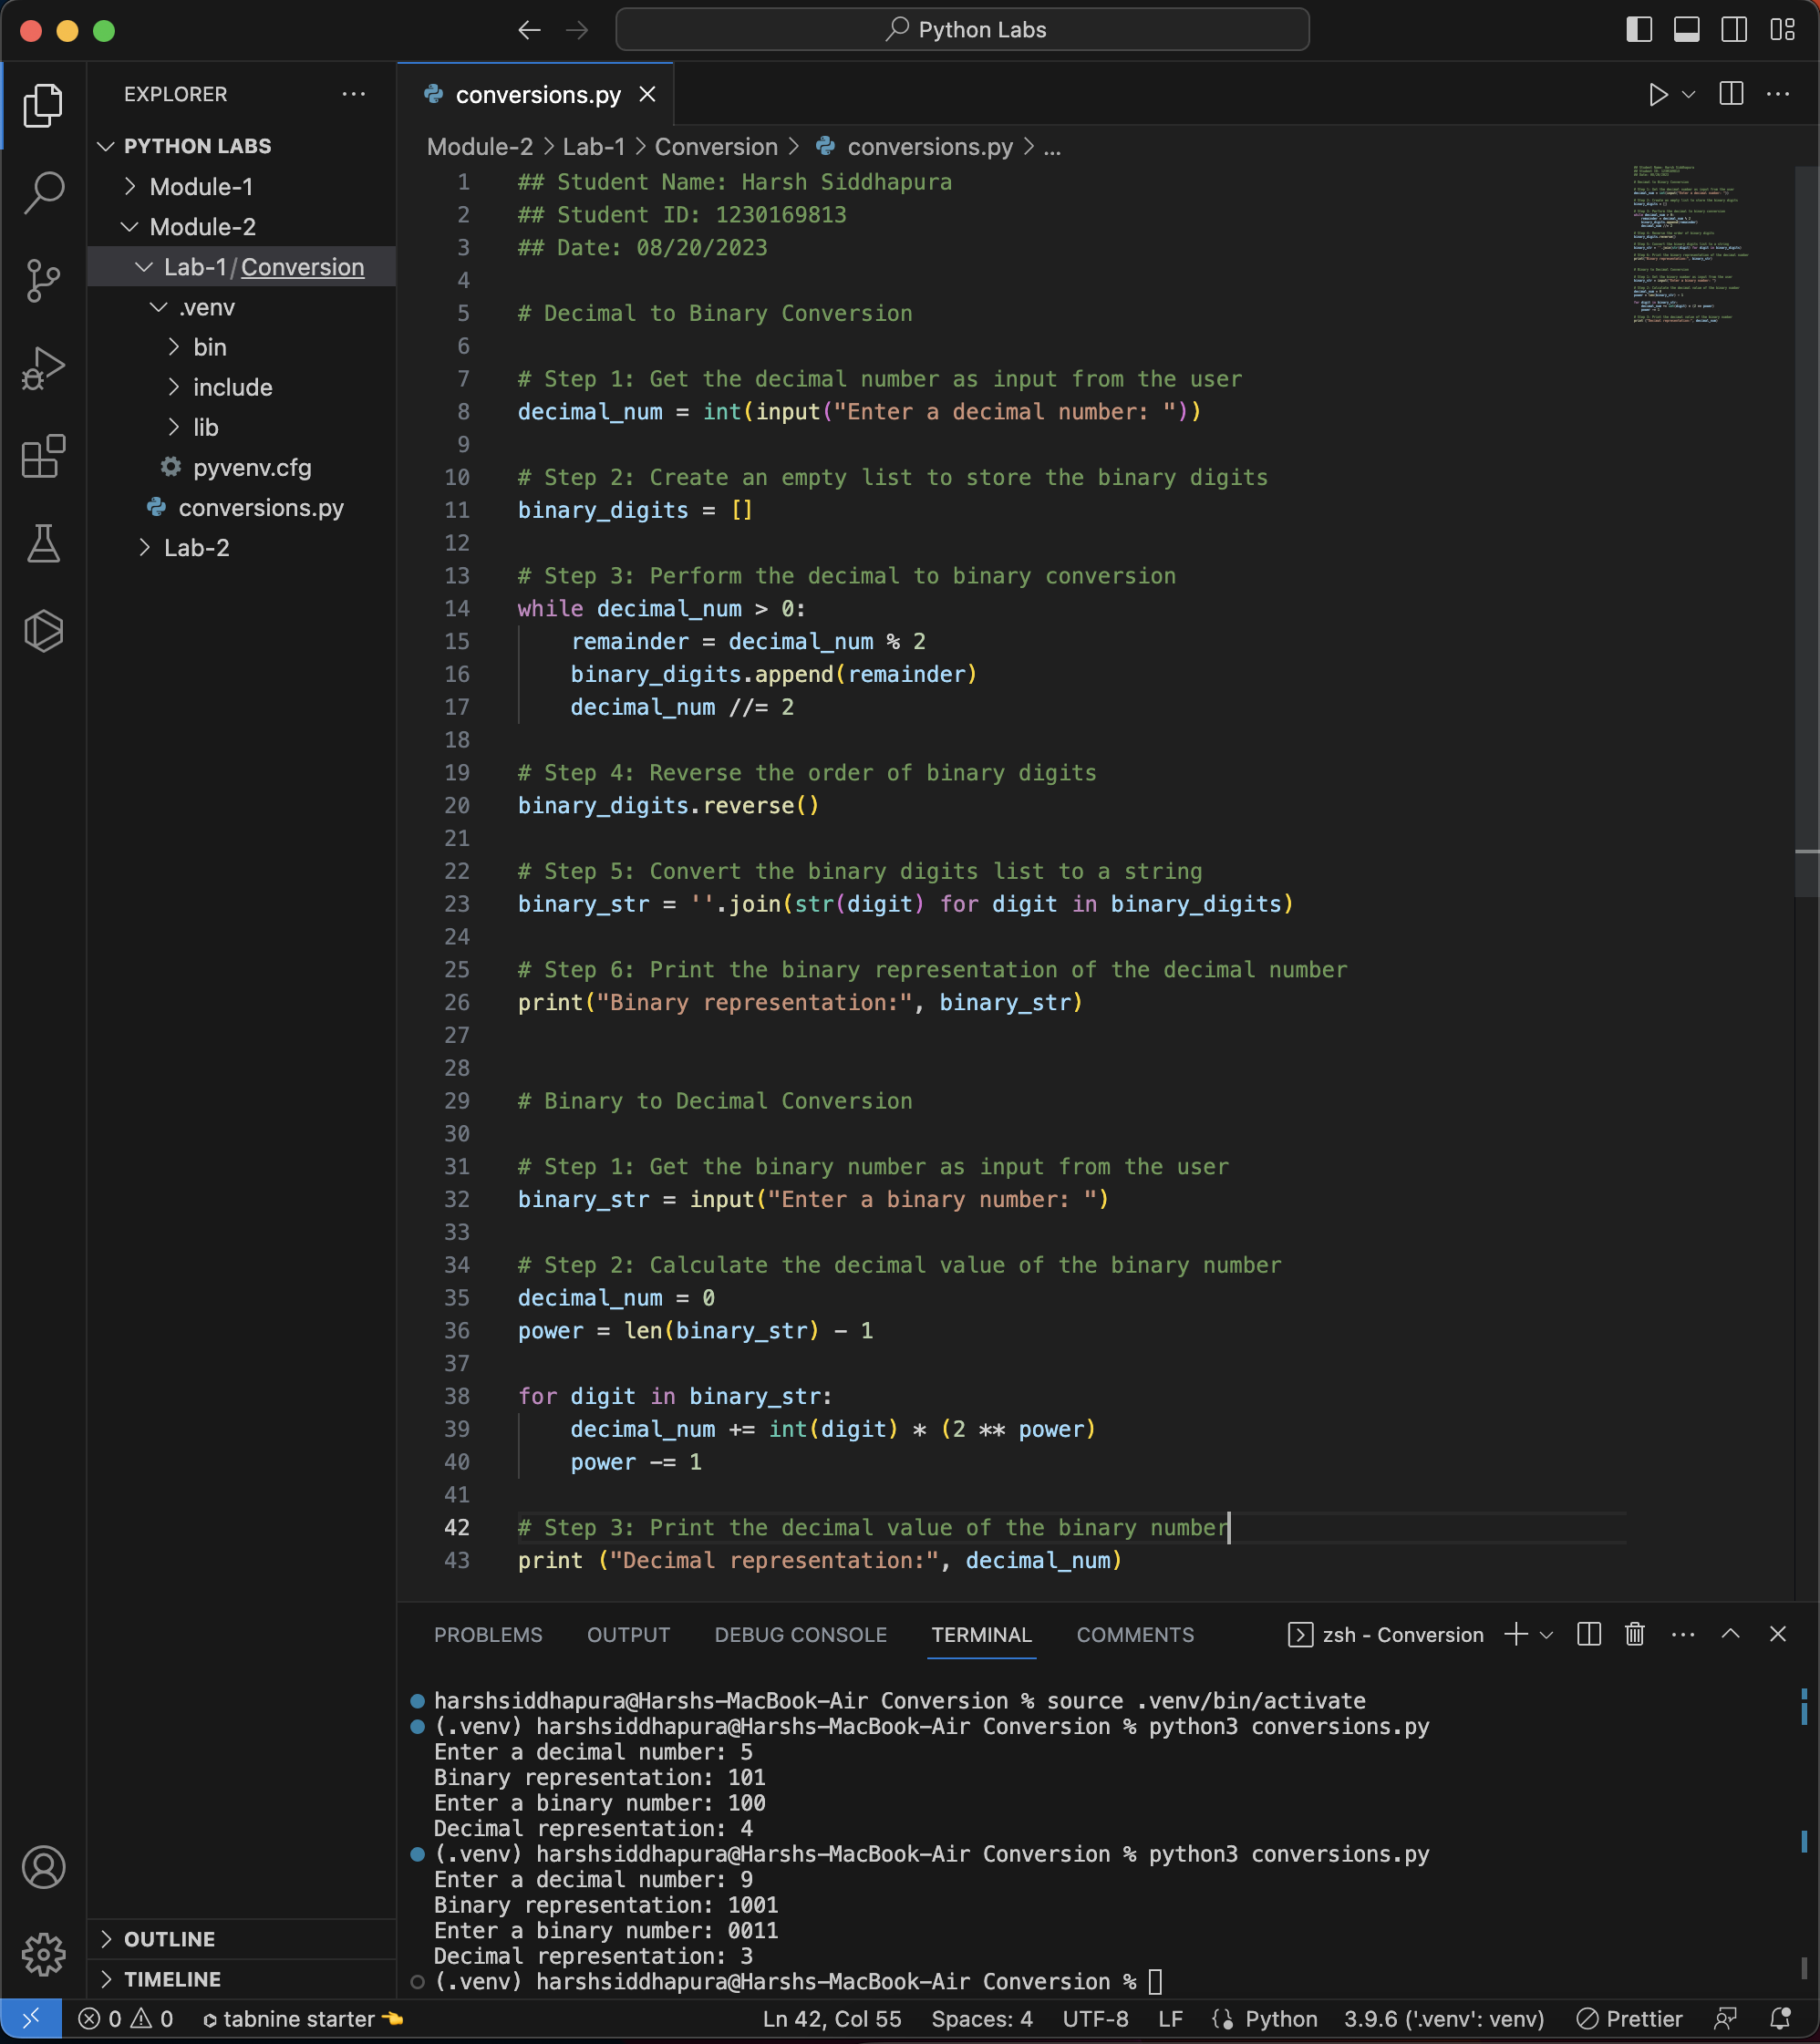 Python Labs
EXPLORER
PYTHON LABS
Module-1
Module-2
Lab-1/Conversion
.venv
bin
include
lib
pyvenv.cfg
conversions.py
Lab-2
OUTLINE
TIMELINE
conversions.py
Module-2 > Lab-1 > Conversion > conversions.py > ...
1 ## Student Name: Harsh Siddhapura
2 ## Student ID: 1230169813
3 ## Date: 08/20/2023
4
5 # Decimal to Binary Conversion
6
7 # Step 1: Get the decimal number as input from the user
8 decimal_num = int(input("Enter a decimal number: "))
9
10 # Step 2: Create an empty list to store the binary digits
11 binary_digits = []
12
13 # Step 3: Perform the decimal to binary conversion
14 while decimal_num > 0:
15     remainder = decimal_num % 2
16     binary_digits.append(remainder)
17     decimal_num //= 2
18
19 # Step 4: Reverse the order of binary digits
20 binary_digits.reverse()
21
22 # Step 5: Convert the binary digits list to a string
23 binary_str = ''.join(str(digit) for digit in binary_digits)
24
25 # Step 6: Print the binary representation of the decimal number
26 print("Binary representation:", binary_str)
27
28
29 # Binary to Decimal Conversion
30
31 # Step 1: Get the binary number as input from the user
32 binary_str = input("Enter a binary number: ")
33
34 # Step 2: Calculate the decimal value of the binary number
35 decimal_num = 0
36 power = len(binary_str) - 1
37
38 for digit in binary_str:
39     decimal_num += int(digit) * (2 ** power)
40     power -= 1
41
42 # Step 3: Print the decimal value of the binary number
43 print ("Decimal representation:", decimal_num)
PROBLEMS OUTPUT DEBUG CONSOLE TERMINAL COMMENTS zsh - Conversion
harshsiddhapura@Harshs-MacBook-Air Conversion % source .venv/bin/activate
(.venv) harshsiddhapura@Harshs-MacBook-Air Conversion % python3 conversions.py
Enter a decimal number: 5
Binary representation: 101
Enter a binary number: 100
Decimal representation: 4
(.venv) harshsiddhapura@Harshs-MacBook-Air Conversion % python3 conversions.py
Enter a decimal number: 9
Binary representation: 1001
Enter a binary number: 0011
Decimal representation: 3
(.venv) harshsiddhapura@Harshs-MacBook-Air Conversion %
0 0 tabnine starter Ln 42, Col 55 Spaces: 4 UTF-8 LF Python 3.9.6 ('.venv': venv) Prettier